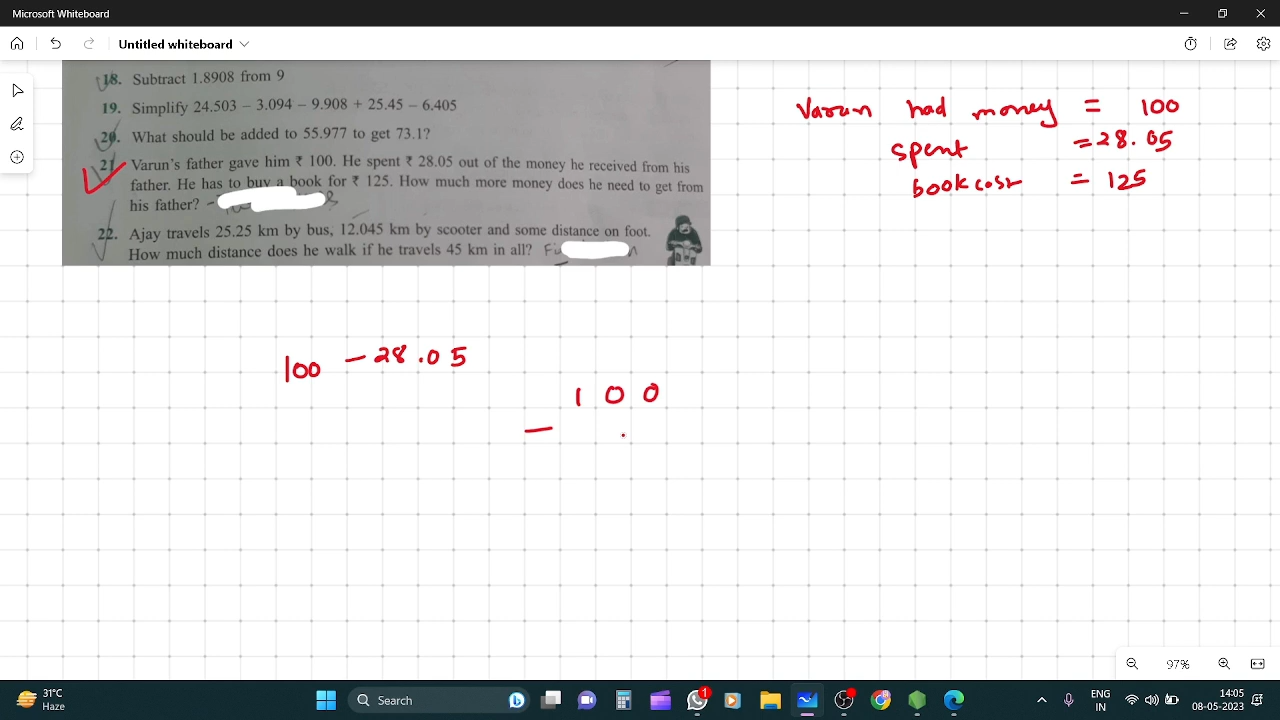 Microsoft Whiteboard
Untitled whiteboard
18. Subtract 1.8908 from 9
19. Simplify 24.503 – 3.094 – 9.908 + 25.45 – 6.405
20. What should be added to 55.977 to get 73.1?
21. Varun's father gave him ₹ 100. He spent ₹ 28.05 out of the money he received from his
father. He has to buy a book for ₹ 125. How much more money does he need to get from
his father? -
22. Ajay travels 25.25 km by bus, 12.045 km by scooter and some distance on foot.
How much distance does he walk if he travels 45 km in all?
Varun had money = 100
spent = 28.05
book cost = 125
100 - 28.05
1 0 0
-
97%
31°C
Haze
Search
1
ENG
IN
14:05
08-05-2023